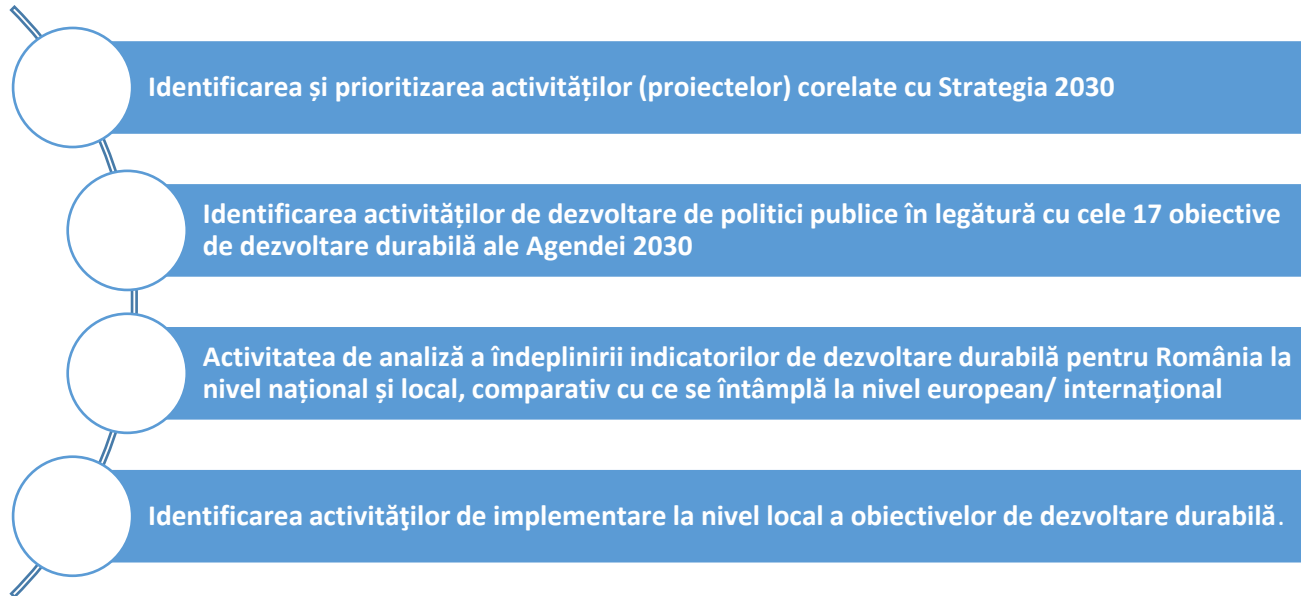 Identificarea și prioritizarea activităților (proiectelor) corelate cu Strategia 2030
Identificarea activităților de dezvoltare de politici publice în legătură cu cele 17 obiective
de dezvoltare durabilă ale Agendei 2030
Activitatea de analiză a îndeplinirii indicatorilor de dezvoltare durabilă pentru România la
nivel național și local, comparativ cu ce se întâmplă la nivel european/ internațional
Identificarea activităţilor de implementare la nivel local a obiectivelor de dezvoltare durabilă.